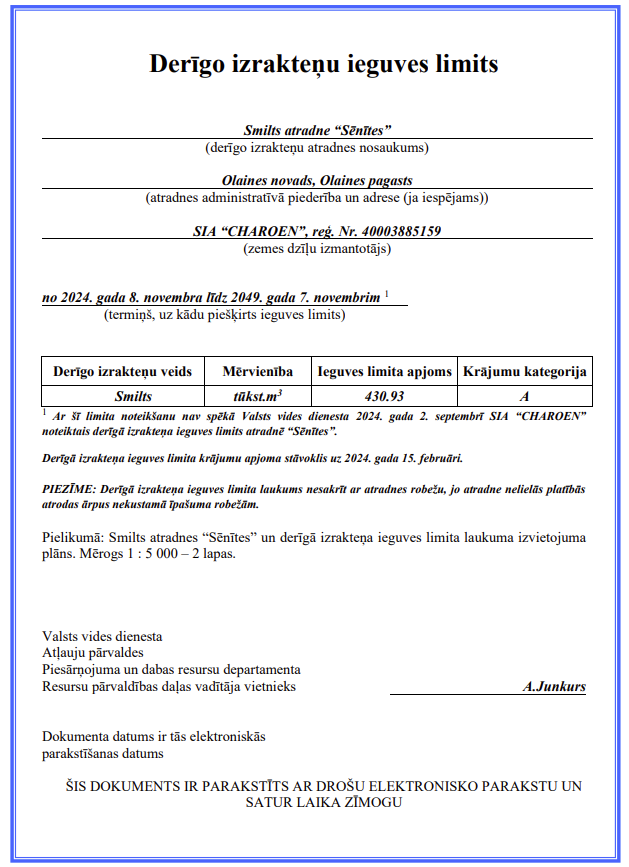 Derīgo izrakteņu ieguves limits
Smilts atradne “Sēnītes”
(derīgo izrakteņu atradnes nosaukums)
Olaines novads, Olaines pagasts
(atradnes administratīvā piederība un adrese (ja iespējams))
SIA “CHAROEN”, reģ. Nr. 40003885159
(zemes dzīļu izmantotājs)
no 2024. gada 8. novembra līdz 2049. gada 7. novembrim ¹
(termiņš, uz kādu piešķirts ieguves limits)
Derīgo izrakteņu veids Mērvienība Ieguves limita apjoms Krājumu kategorija
Smilts tūkst.m³ 430.93 A
¹ Ar šī limita noteikšanu nav spēkā Valsts vides dienesta 2024. gada 2. septembrī SIA “CHAROEN”
noteiktais derīgā izrakteņa ieguves limits atradnē “Sēnītes”.
Derīgā izrakteņa ieguves limita krājumu apjoma stāvoklis uz 2024. gada 15. februāri.
PIEZĪME: Derīgā izrakteņa ieguves limita laukums nesakrīt ar atradnes robežu, jo atradne nelielās platībās
atrodas ārpus nekustamā īpašuma robežām.
Pielikumā: Smilts atradnes “Sēnītes” un derīgā izrakteņa ieguves limita laukuma izvietojuma
plāns. Mērogs 1 : 5 000 – 2 lapas.
Valsts vides dienesta
Atļauju pārvaldes
Piesārņojuma un dabas resursu departamenta
Resursu pārvaldības daļas vadītāja vietnieks A.Junkurs
Dokumenta datums ir tās elektroniskās
parakstīšanas datums
ŠIS DOKUMENTS IR PARAKSTĪTS AR DROŠU ELEKTRONISKO PARAKSTU UN
SATUR LAIKA ZĪMOGU